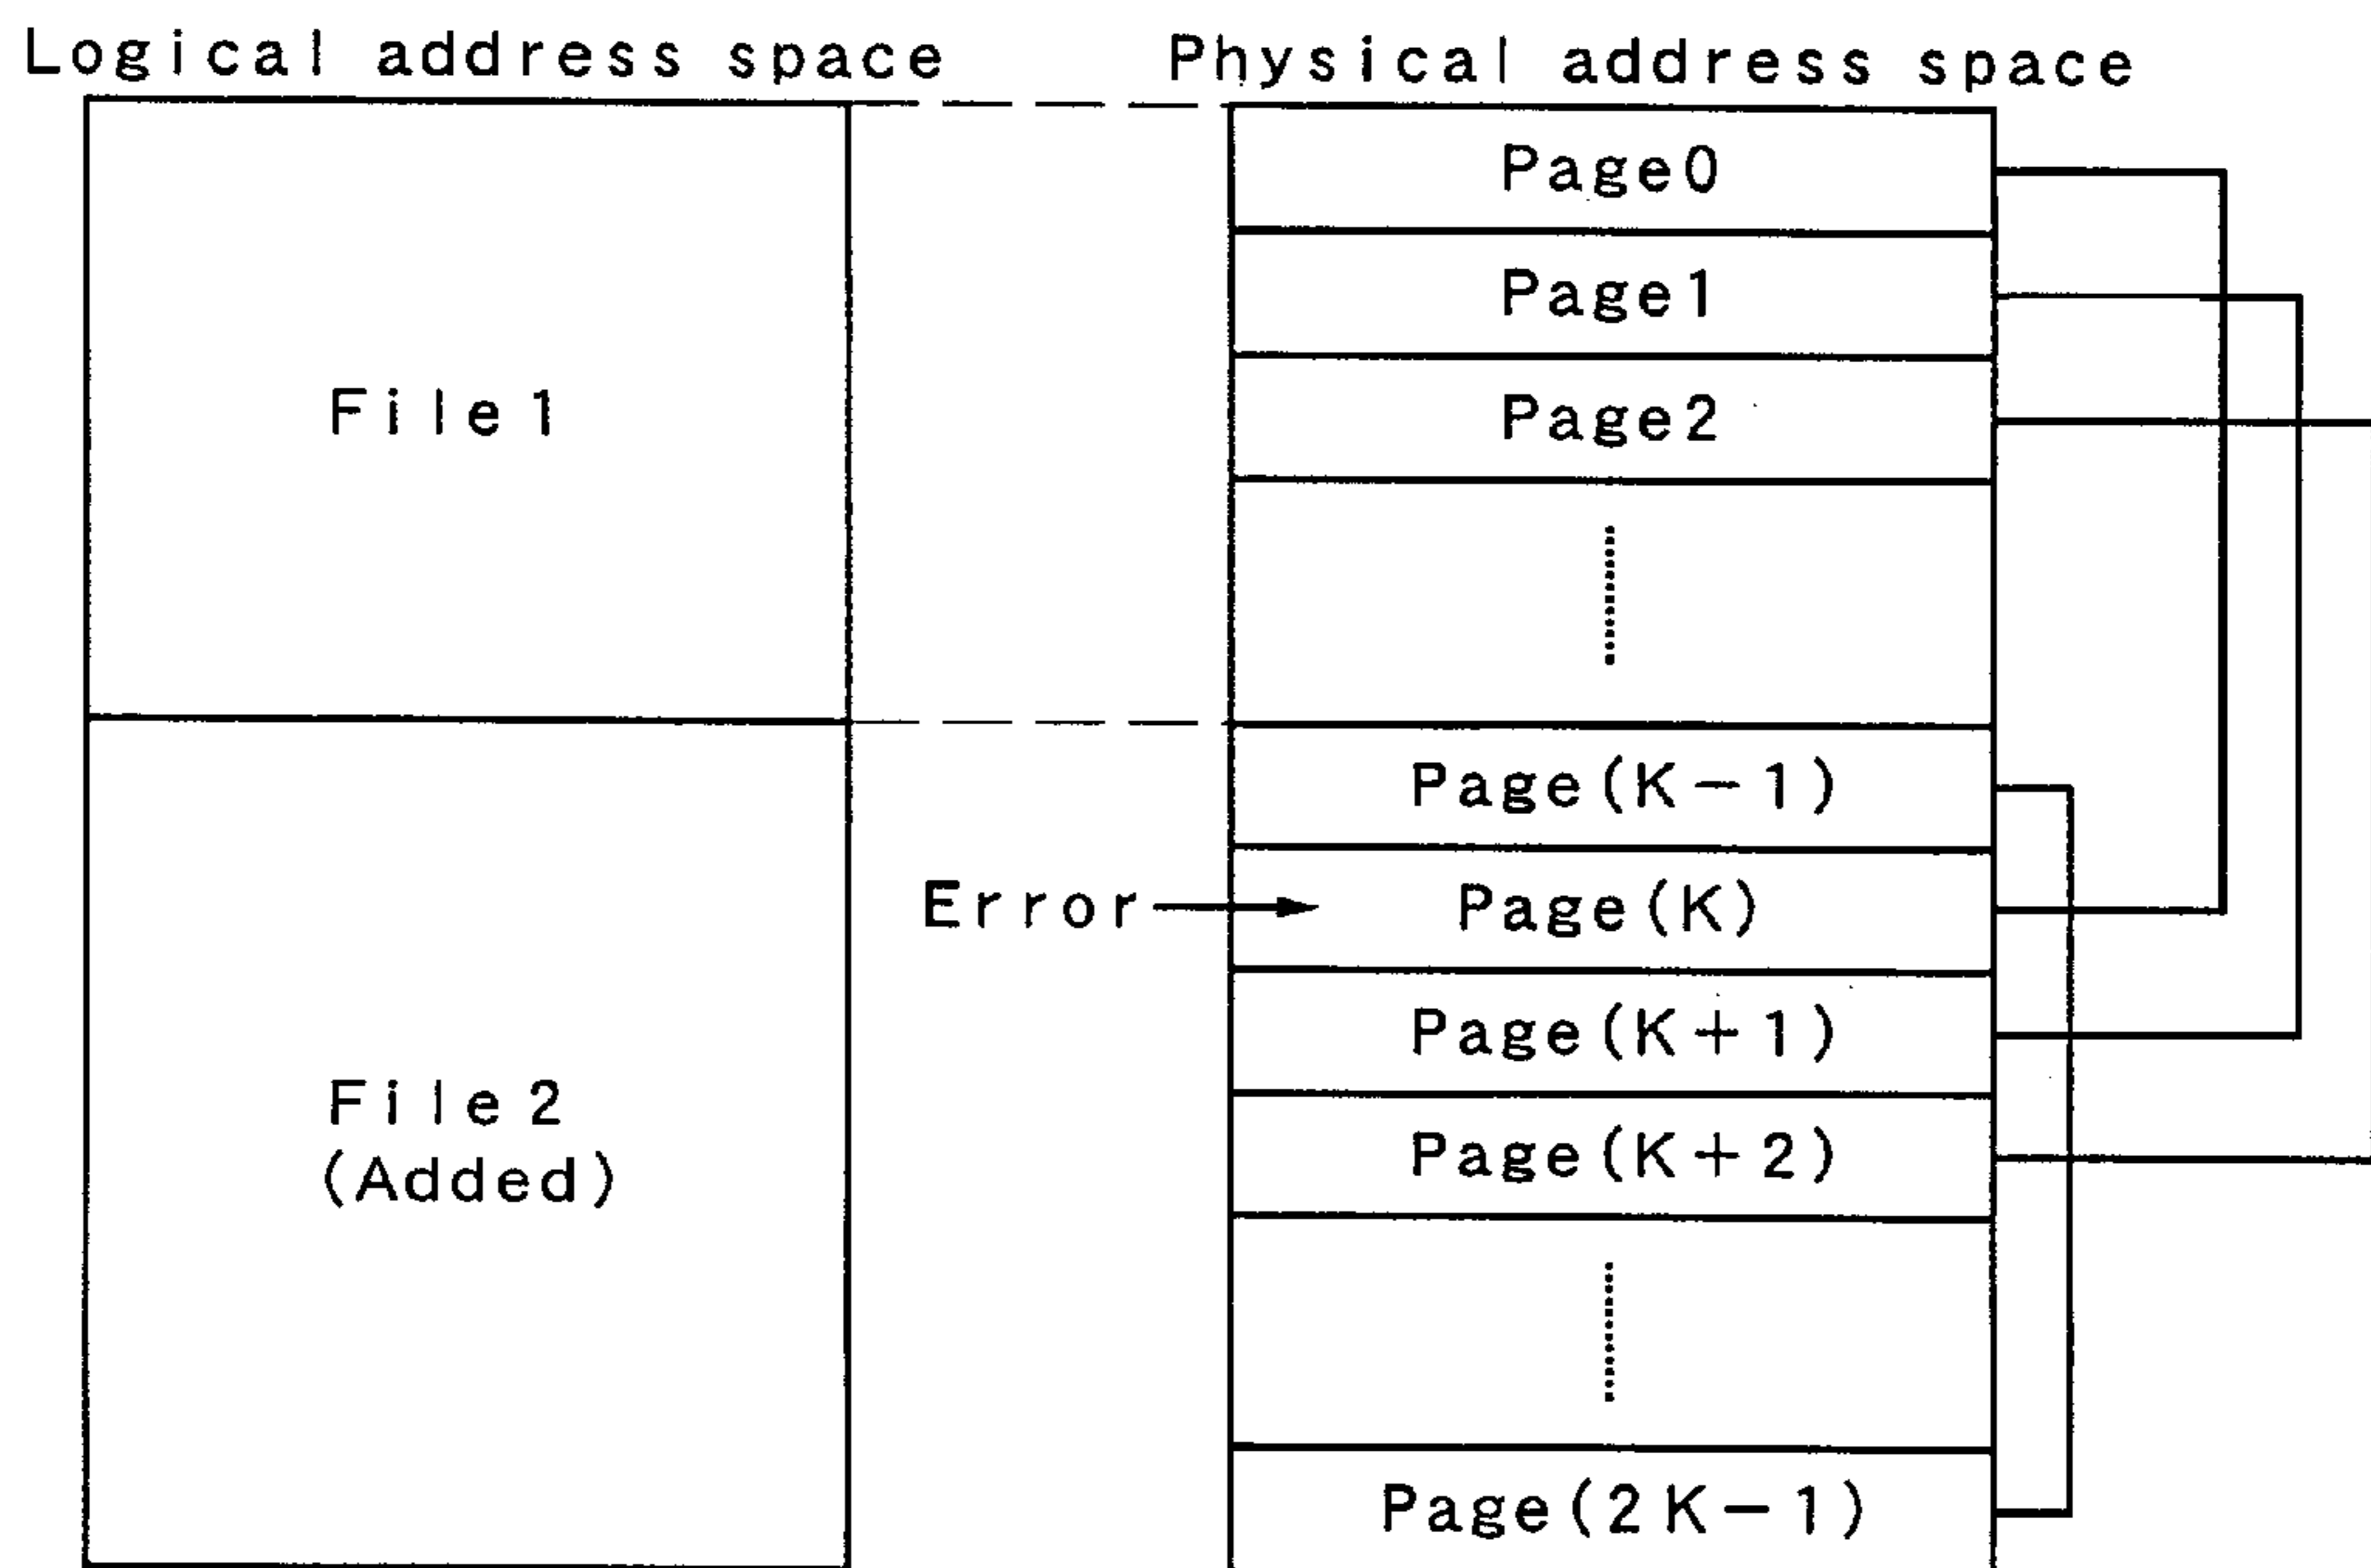 Logical address space
Physical address space
File1
File2
(Added)
Error
Page0
Page1
Page2
Page(K-1)
Page(K)
Page(K+1)
Page(K+2)
Page(2K-1)